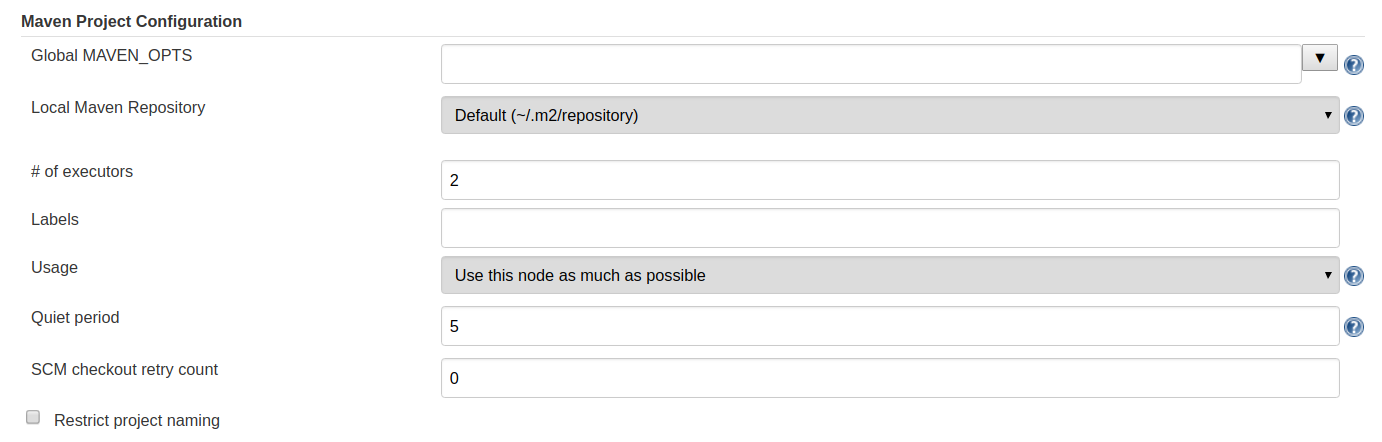 Maven Project Configuration
Global MAVEN_OPTS
▼
?
Local Maven Repository
Default (~/.m2/repository)
?
# of executors
2
Labels
Usage
Use this node as much as possible
?
Quiet period
5
?
SCM checkout retry count
0
Restrict project naming